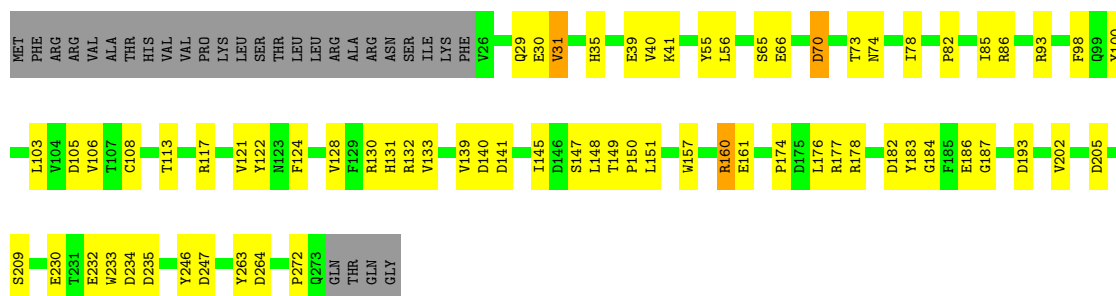 MET PHE ARG ARG VAL ALA THR HIS VAL VAL PRO LYS LEU SER THR LEU LEU ARG ALA ARG ASN SER ILE LYS PHE V26 Q29 E30 V31 H35 E39 V40 K41 Y55 L56 S65 E66 D70 T73 N74 I78 P82 I85 R86 R93 F98 Q99 Y100
L103 V104 D105 V106 T107 C108 T113 R117 V121 Y122 N123 F124 V128 F129 R130 H131 R132 V133 V139 D140 D141 I145 D146 S147 L148 T149 P150 L151 W157 R160 E161 P174 D175 L176 R177 R178 D182 Y183 G184 F185 E186 G187 D193 V202 D205
S209 E230 T231 E232 W233 D234 D235 Y246 D247 Y263 D264 P272 Q273 GLN THR GLN GLY